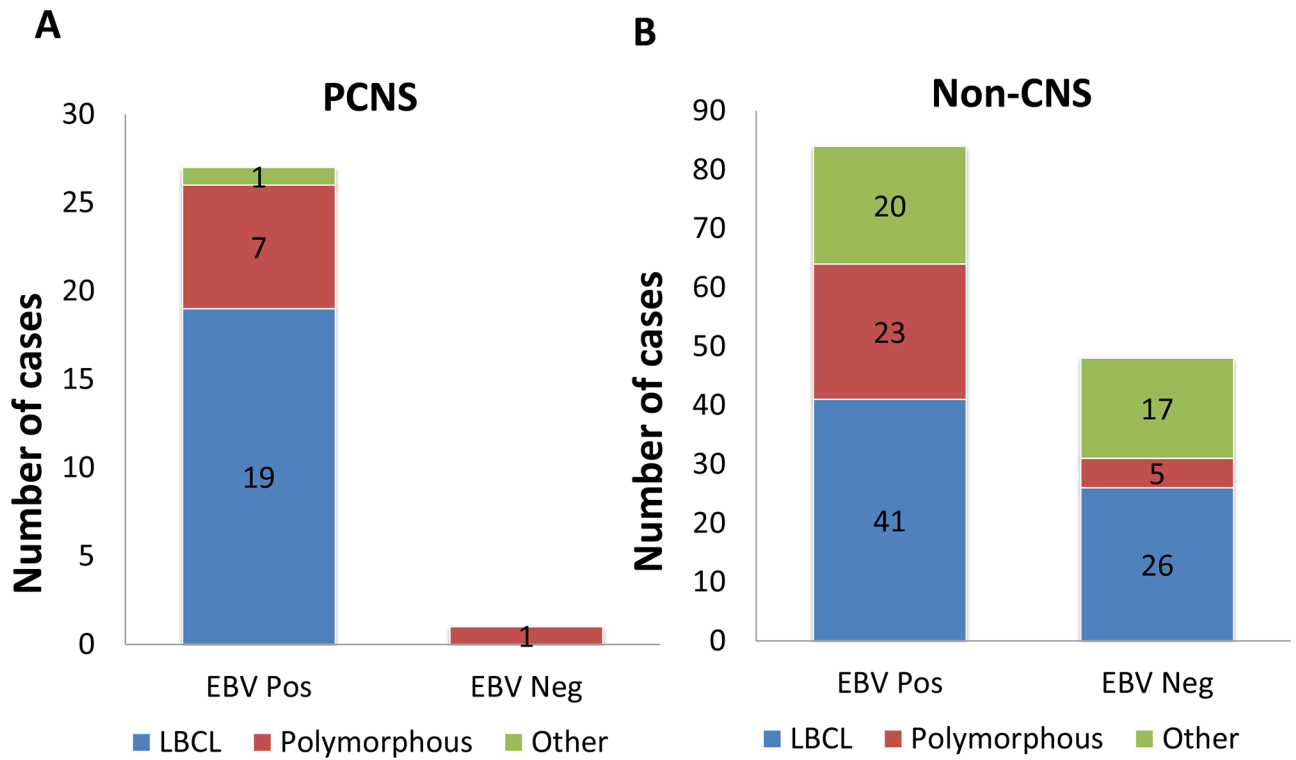 A
PCNS
Number of cases
30
25
20
15
10
5
0
1
7
19
1
EBV Pos EBV Neg
LBCL Polymorphous Other
B
Non-CNS
Number of cases
90
80
70
60
50
40
30
20
10
0
20
23
41
17
5
26
EBV Pos EBV Neg
LBCL Polymorphous Other